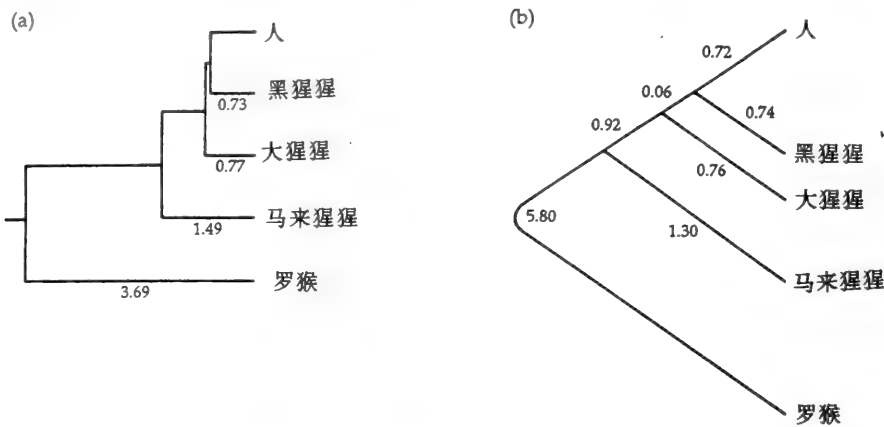 (a)
人
黑猩猩
0.73
大猩猩
0.77
马来猩猩
1.49
罗猴
3.69
(b)
人
0.72
0.06
0.74
0.92
黑猩猩
0.76
大猩猩
5.80
1.30
马来猩猩
罗猴